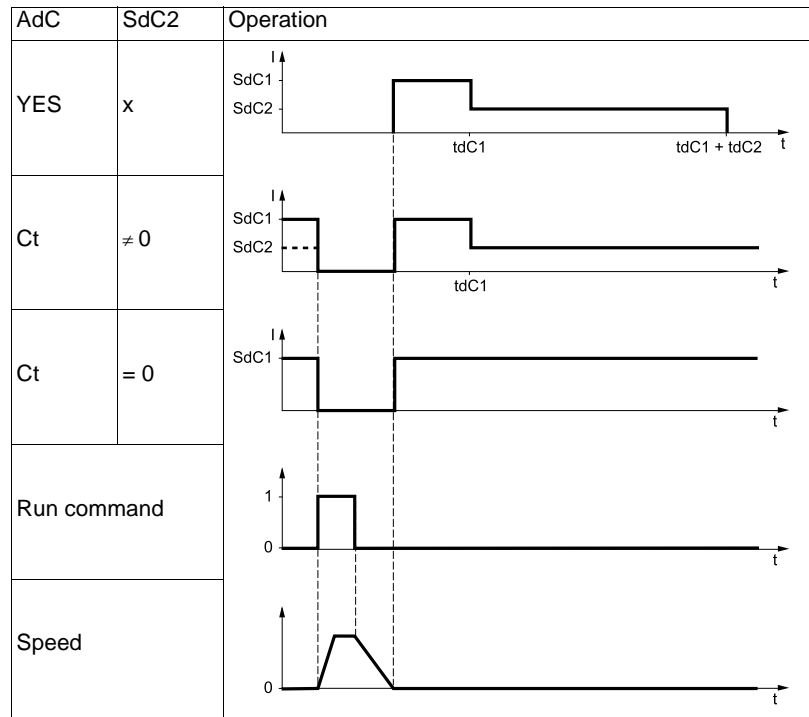 AdC SdC2 Operation
I
SdC1
YES x SdC2
tdC1 tdC1 + tdC2 t
I
SdC1
Ct ≠ 0 SdC2
tdC1 t
I
SdC1
Ct = 0
t
1
Run command
0
t
Speed
0
t